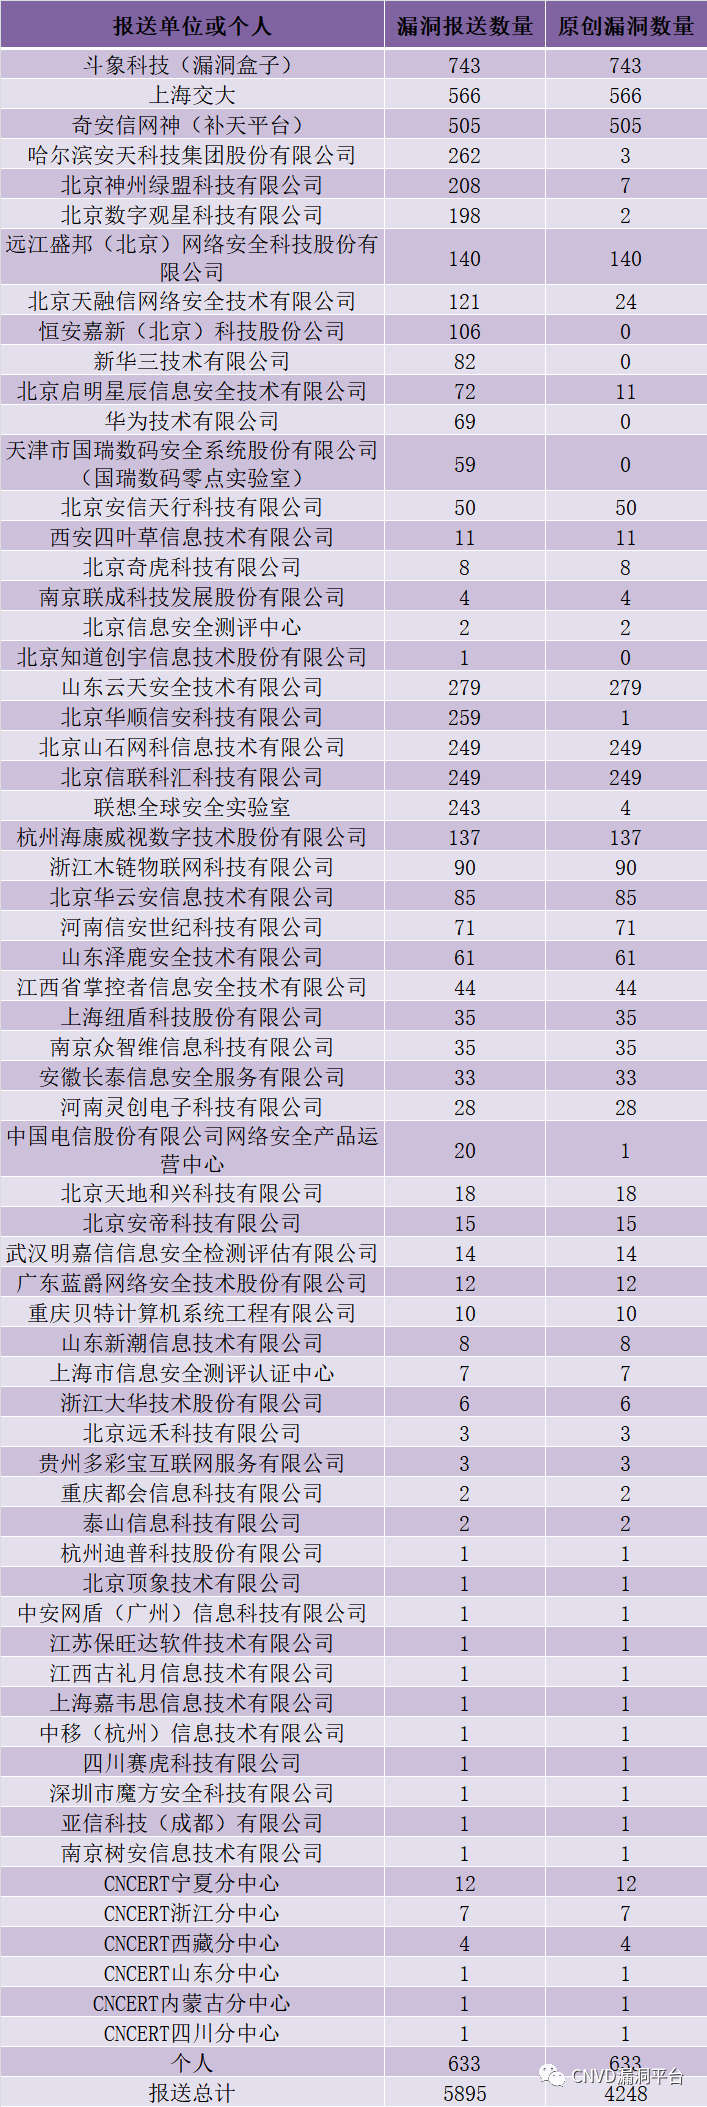 报送单位或个人 漏洞报送数量 原创漏洞数量
斗象科技（漏洞盒子） 743 743
上海交大 566 566
奇安信网神（补天平台） 505 505
哈尔滨安天科技集团股份有限公司 262 3
北京神州绿盟科技有限公司 208 7
北京数字观星科技有限公司 198 2
远江盛邦（北京）网络安全科技股份有
限公司 140 140
北京天融信网络安全技术有限公司 121 24
恒安嘉新（北京）科技股份公司 106 0
新华三技术有限公司 82 0
北京启明星辰信息安全技术有限公司 72 11
华为技术有限公司 69 0
天津市国瑞数码安全系统股份有限公司
（国瑞数码零点实验室） 59 0
北京安信天行科技有限公司 50 50
西安四叶草信息技术有限公司 11 11
北京奇虎科技有限公司 8 8
南京联成科技发展股份有限公司 4 4
北京信息安全测评中心 2 2
北京知道创宇信息技术股份有限公司 1 0
山东云天安全技术有限公司 279 279
北京华顺信安科技有限公司 259 1
北京山石网科信息技术有限公司 249 249
北京信联科汇科技有限公司 249 249
联想全球安全实验室 243 4
杭州海康威视数字技术股份有限公司 137 137
浙江木链物联网科技有限公司 90 90
北京华云安信息技术有限公司 85 85
河南信安世纪科技有限公司 71 71
山东泽鹿安全技术有限公司 61 61
江西省掌控者信息安全技术有限公司 44 44
上海纽盾科技股份有限公司 35 35
南京众智维信息科技有限公司 35 35
安徽长泰信息安全服务有限公司 33 33
河南灵创电子科技有限公司 28 28
中国电信股份有限公司网络安全产品运
营中心 20 1
北京天地和兴科技有限公司 18 18
北京安帝科技有限公司 15 15
武汉明嘉信信息安全检测评估有限公司 14 14
广东蓝爵网络安全技术股份有限公司 12 12
重庆贝特计算机系统工程有限公司 10 10
山东新潮信息技术有限公司 8 8
上海市信息安全测评认证中心 7 7
浙江大华技术股份有限公司 6 6
北京远禾科技有限公司 3 3
贵州多彩宝互联网服务有限公司 3 3
重庆都会信息科技有限公司 2 2
泰山信息科技有限公司 2 2
杭州迪普科技股份有限公司 1 1
北京顶象技术有限公司 1 1
中安网盾（广州）信息科技有限公司 1 1
江苏保旺达软件技术有限公司 1 1
江西古礼月信息技术有限公司 1 1
上海嘉韦思信息技术有限公司 1 1
中移（杭州）信息技术有限公司 1 1
四川赛虎科技有限公司 1 1
深圳市魔方安全科技有限公司 1 1
亚信科技（成都）有限公司 1 1
南京树安信息技术有限公司 1 1
CNCERT宁夏分中心 12 12
CNCERT浙江分中心 7 7
CNCERT西藏分中心 4 4
CNCERT山东分中心 1 1
CNCERT内蒙古分中心 1 1
CNCERT四川分中心 1 1
个人 633 633
CNVD漏洞平台
报送总计 5895 4248